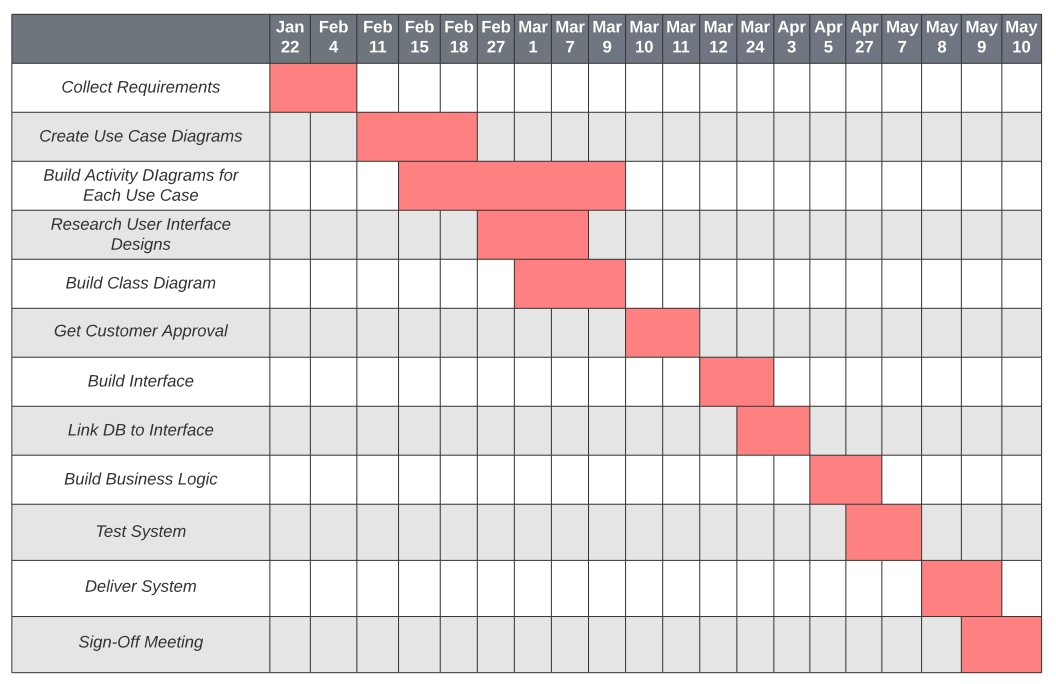 Jan Feb Feb Feb Feb Feb Mar Mar Mar Mar Mar Mar Mar Apr Apr Apr May May May May
22 4 11 15 18 27 1 7 9 10 11 12 24 3 5 27 7 8 9 10
Collect Requirements
Create Use Case Diagrams
Build Activity DIagrams for
Each Use Case
Research User Interface
Designs
Build Class Diagram
Get Customer Approval
Build Interface
Link DB to Interface
Build Business Logic
Test System
Deliver System
Sign-Off Meeting